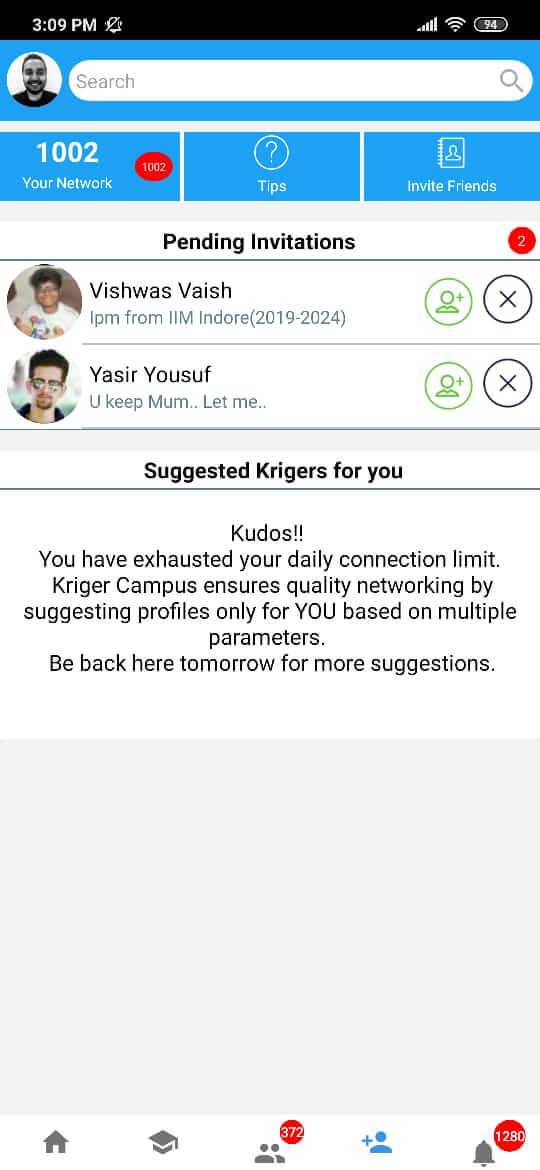 3:09 PM
94
Search
1002
1002
Your Network
Tips
Invite Friends
Pending Invitations
2
Vishwas Vaish
Ipm from IIM Indore(2019-2024)
Yasir Yousuf
U keep Mum.. Let me..
Suggested Krigers for you
Kudos!!
You have exhausted your daily connection limit.
Kriger Campus ensures quality networking by
suggesting profiles only for YOU based on multiple
parameters.
Be back here tomorrow for more suggestions.
372
1280